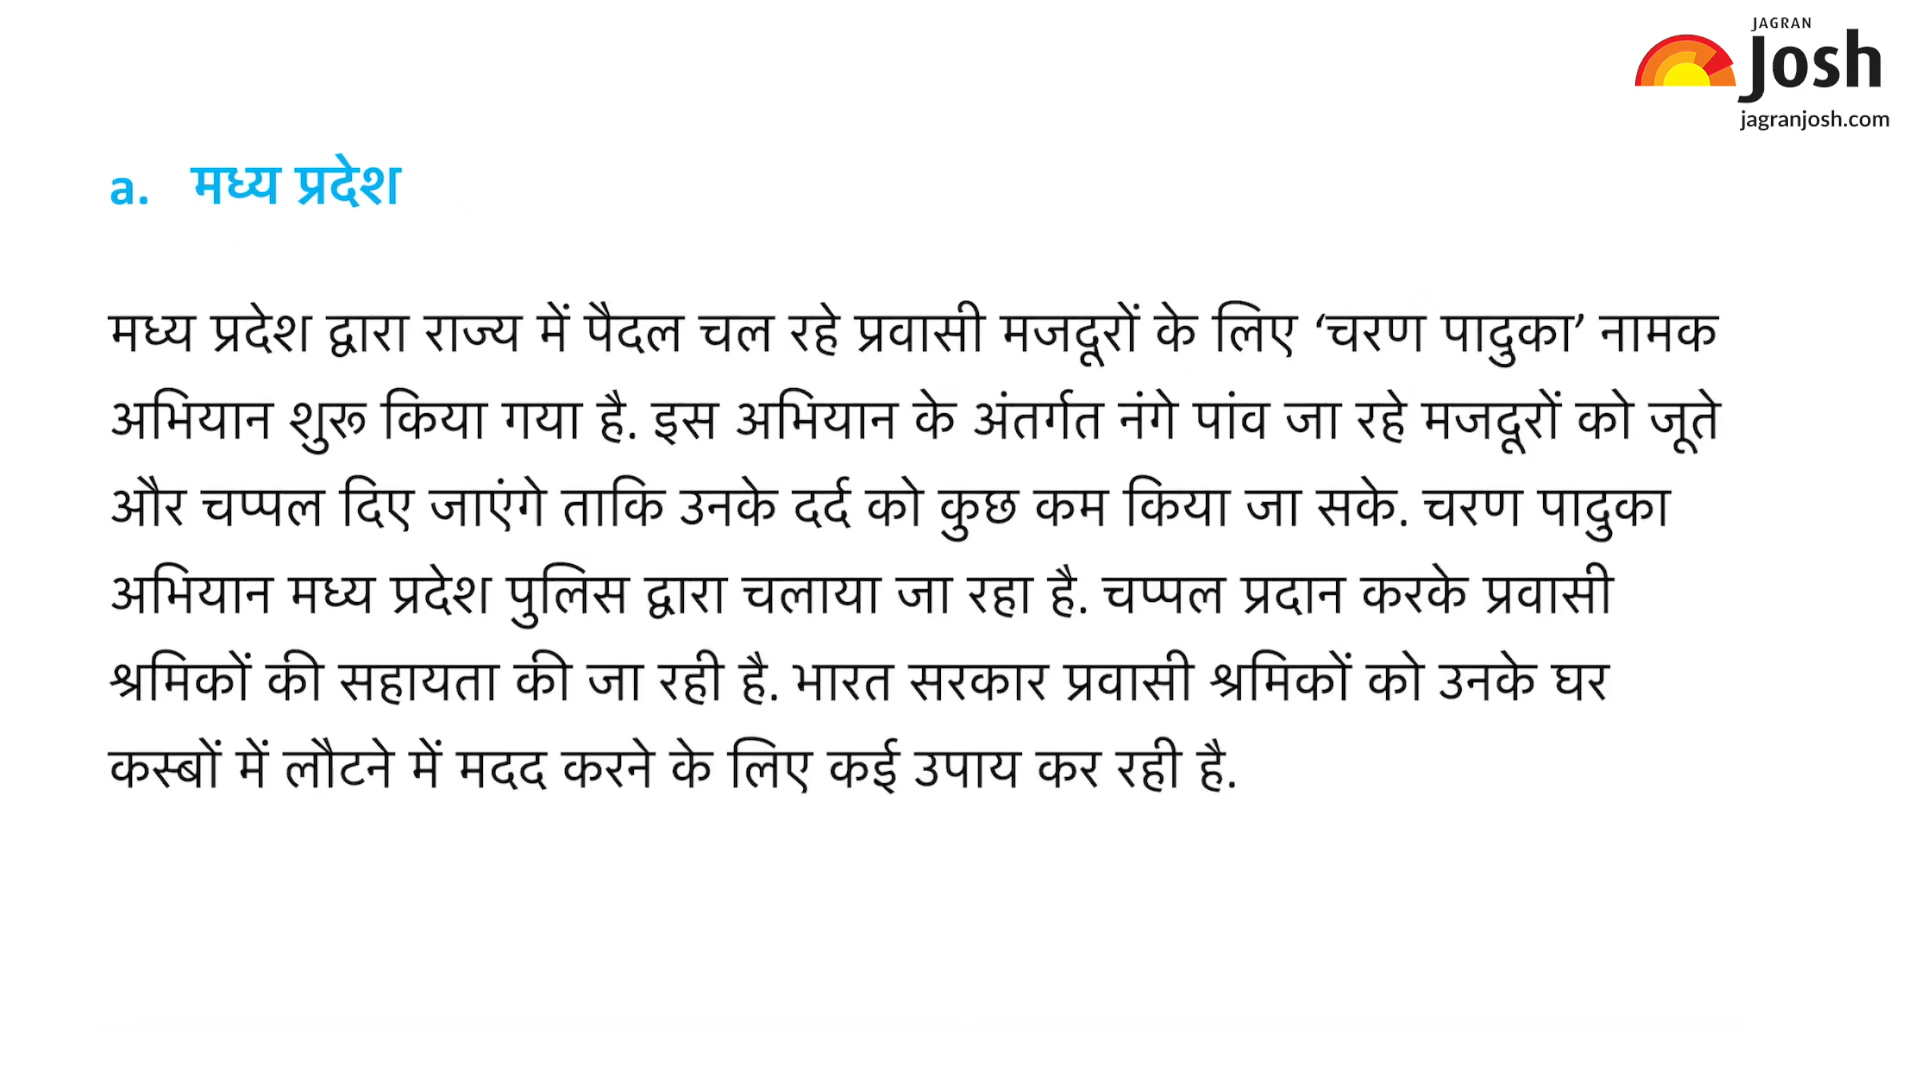 JAGRAN
Josh
jagranjosh.com
a. मध्य प्रदेश
मध्य प्रदेश द्वारा राज्य में पैदल चल रहे प्रवासी मजदूरों के लिए ‘चरण पादुका’ नामक
अभियान शुरू किया गया है. इस अभियान के अंतर्गत नंगे पांव जा रहे मजदूरों को जूते
और चप्पल दिए जाएंगे ताकि उनके दर्द को कुछ कम किया जा सके. चरण पादुका
अभियान मध्य प्रदेश पुलिस द्वारा चलाया जा रहा है. चप्पल प्रदान करके प्रवासी
श्रमिकों की सहायता की जा रही है. भारत सरकार प्रवासी श्रमिकों को उनके घर
कस्बों में लौटने में मदद करने के लिए कई उपाय कर रही है.